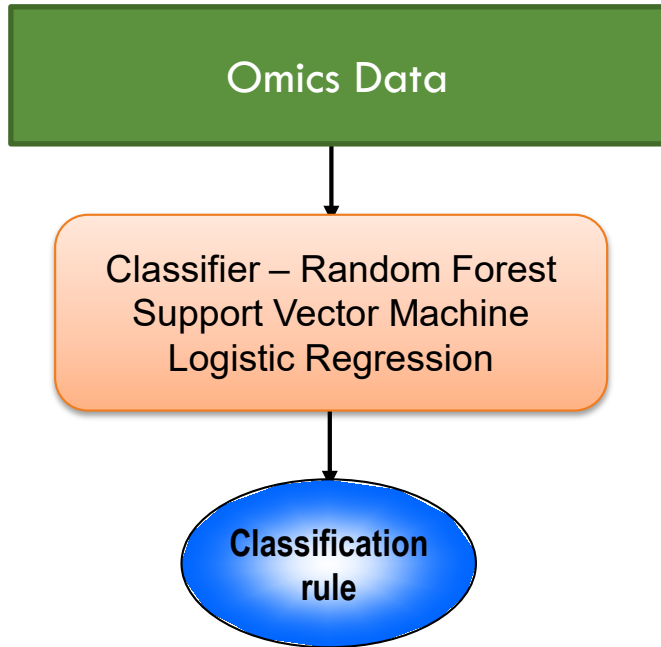 Omics Data
Classifier – Random Forest
Support Vector Machine
Logistic Regression
Classification
rule